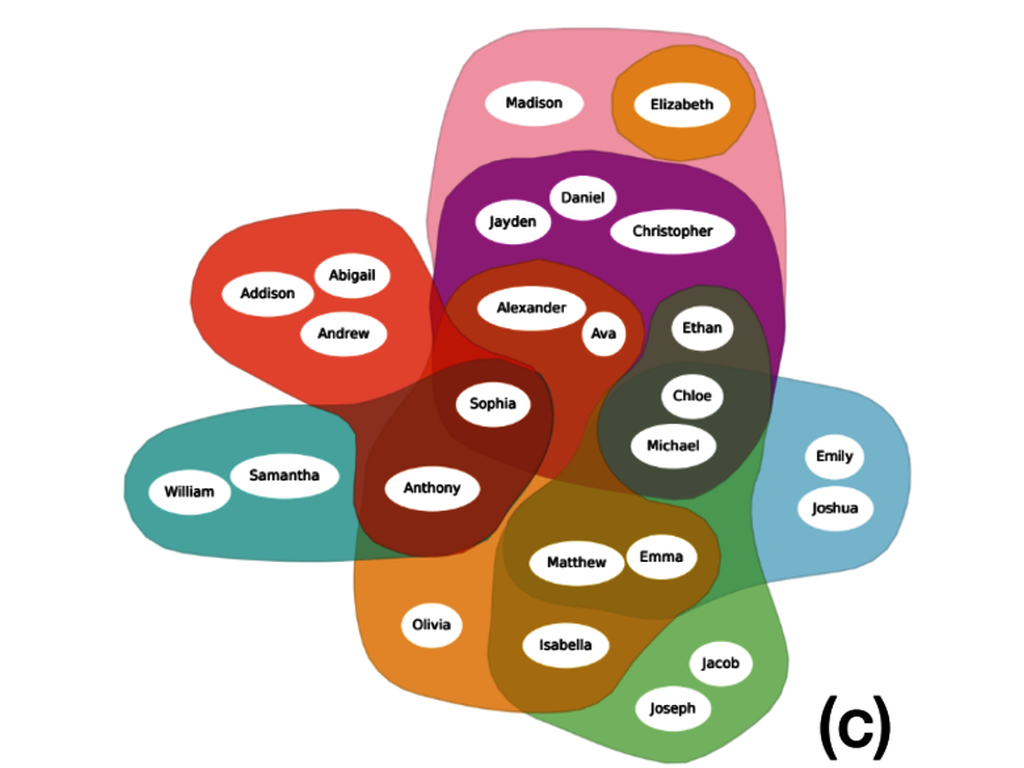 Madison
Elizabeth
Daniel
Jayden
Christopher
Abigail
Addison
Andrew
Alexander
Ava
Ethan
Chloe
Sophia
Michael
Emily
Samantha
William
Anthony
Joshua
Matthew
Emma
Olivia
Isabella
Jacob
Joseph
(c)